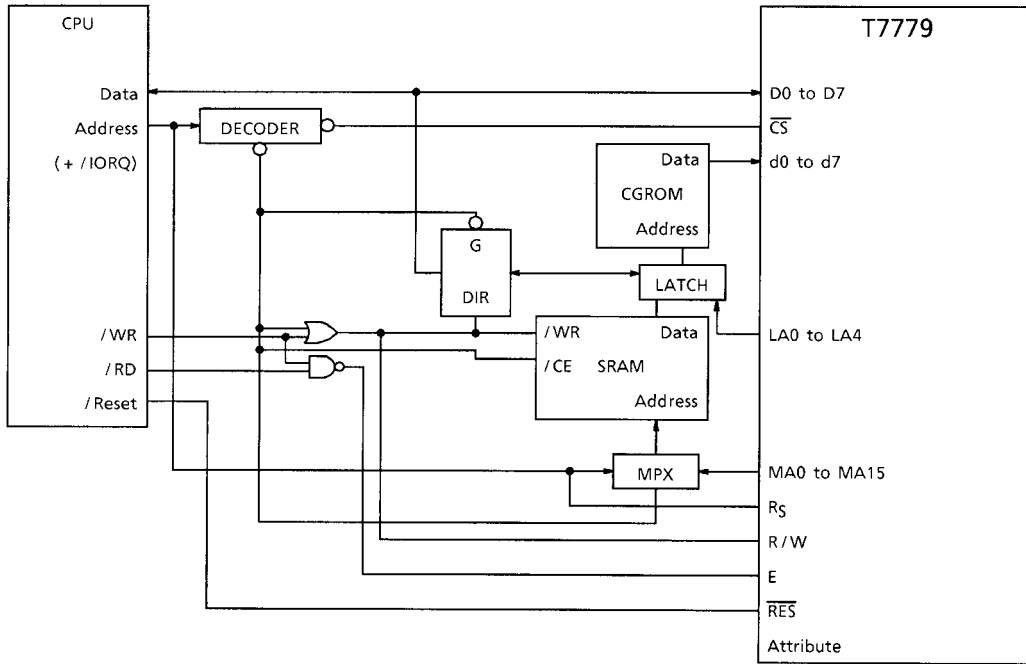 CPU
Data
Address
(+ /IORQ)
/WR
/RD
/Reset
DECODER
G
DIR
Data
CGROM
Address
LATCH
/WR
Data
/CE
SRAM
Address
MPX
T7779
D0 to D7
CS
d0 to d7
LA0 to LA4
MA0 to MA15
RS
R/W
E
RES
Attribute